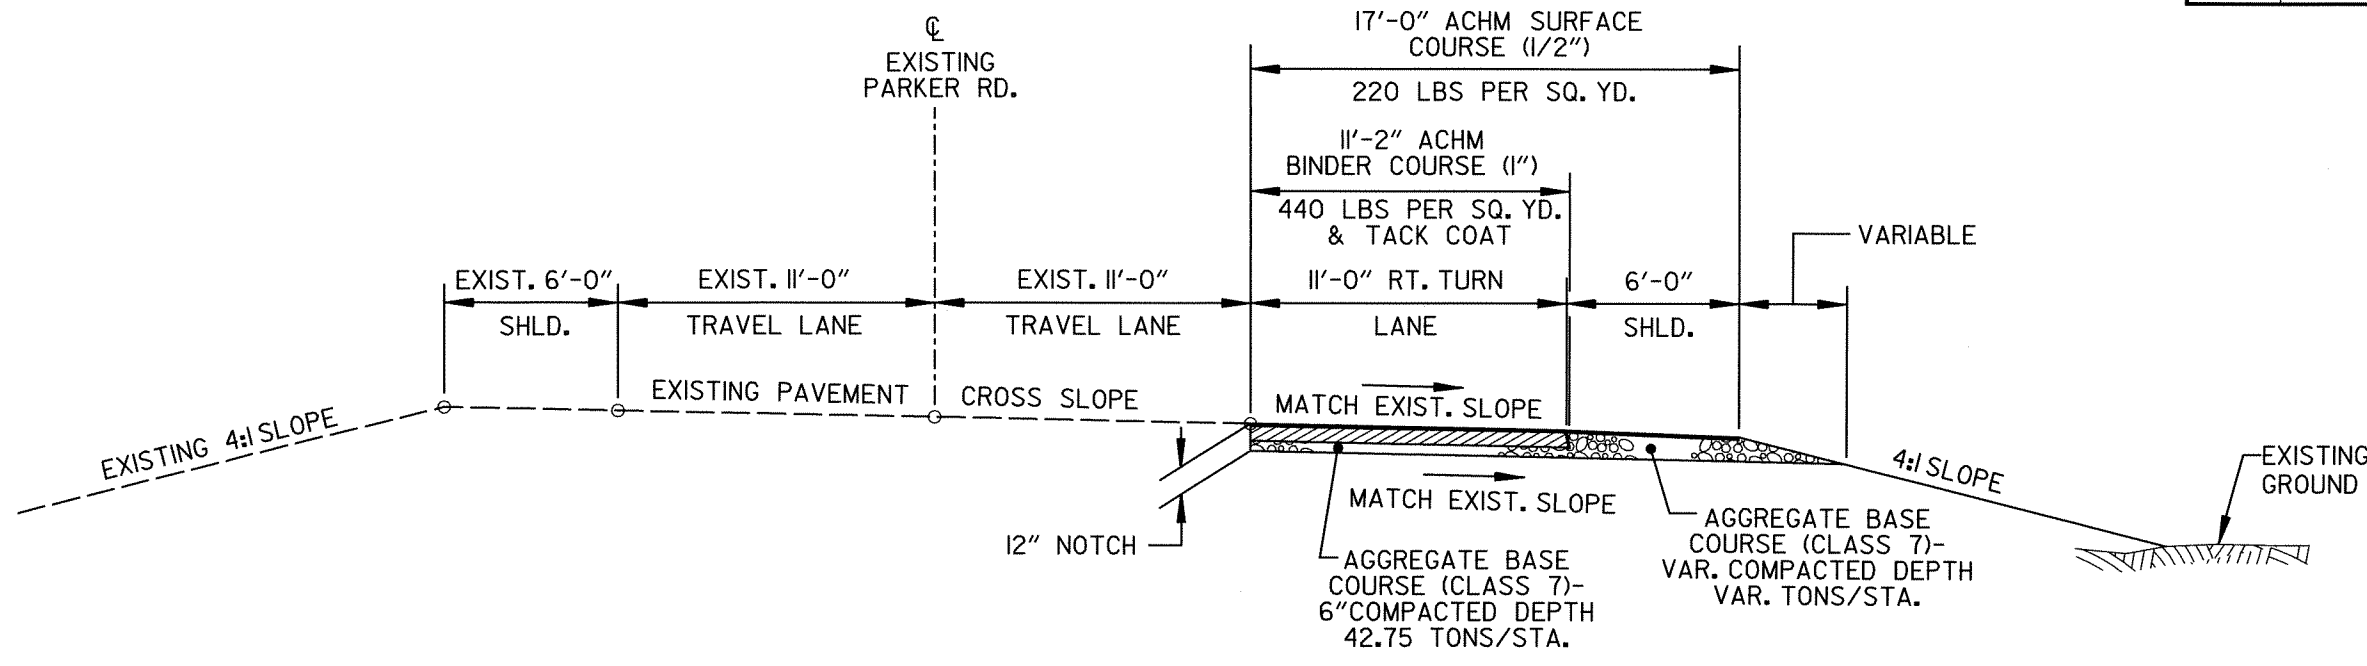 ℄
EXISTING
PARKER RD.
17'-0" ACHM SURFACE
COURSE (1/2")
220 LBS PER SQ. YD.
11'-2" ACHM
BINDER COURSE (1")
440 LBS PER SQ. YD.
& TACK COAT
VARIABLE
EXIST. 6'-0"
SHLD.
EXIST. 11'-0"
TRAVEL LANE
EXIST. 11'-0"
TRAVEL LANE
11'-0" RT. TURN
LANE
6'-0"
SHLD.
EXISTING PAVEMENT CROSS SLOPE
MATCH EXIST. SLOPE
EXISTING 4:1 SLOPE
4:1 SLOPE
EXISTING
GROUND
MATCH EXIST. SLOPE
12" NOTCH
AGGREGATE BASE
COURSE (CLASS 7)-
6" COMPACTED DEPTH
42.75 TONS/STA.
AGGREGATE BASE
COURSE (CLASS 7)-
VAR. COMPACTED DEPTH
VAR. TONS/STA.